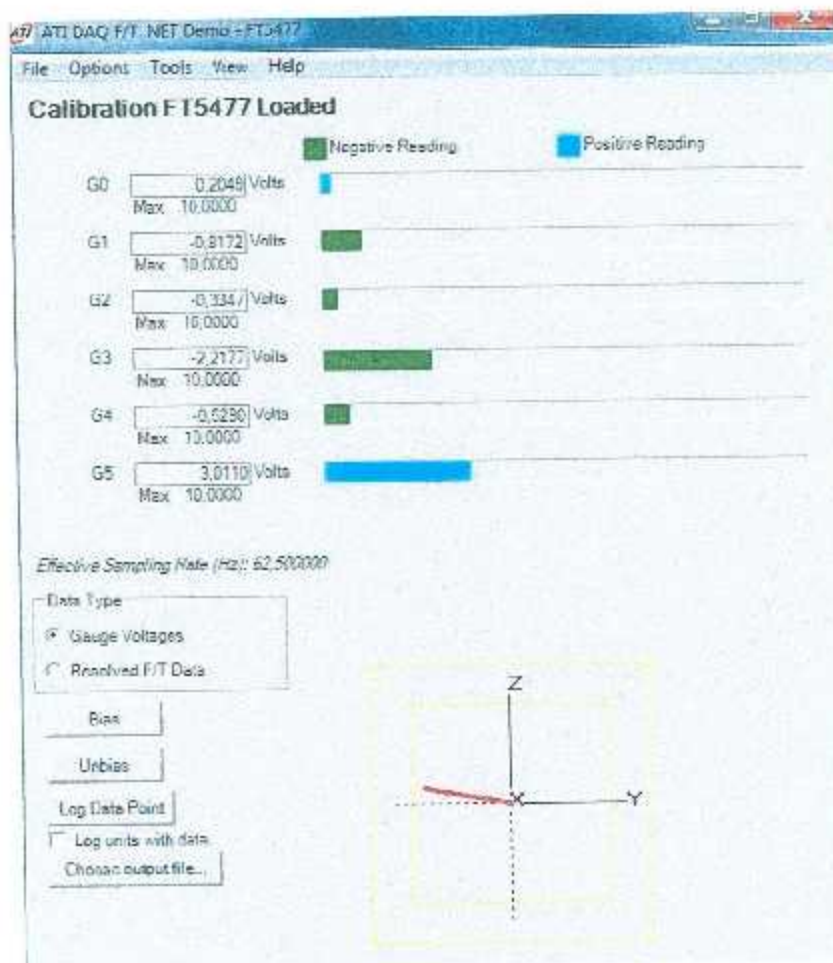 ATI DAQ F/T .NET Demo - FT5477
File Options Tools View Help
Calibration FT5477 Loaded
Negative Reading Positive Reading
G0 0,2048 Volts
Max 10,0000
G1 -0,8172 Volts
Max 10,0000
G2 -0,3347 Volts
Max 10,0000
G3 -2,2177 Volts
Max 10,0000
G4 -0,5290 Volts
Max 10,0000
G5 3,0110 Volts
Max 10,0000
Effective Sampling Rate (Hz): 62,500000
Data Type
Gauge Voltages
Resolved F/T Data
Bias
Unbias
Log Data Point
Log units with data
Choose output file...
Z
X
Y